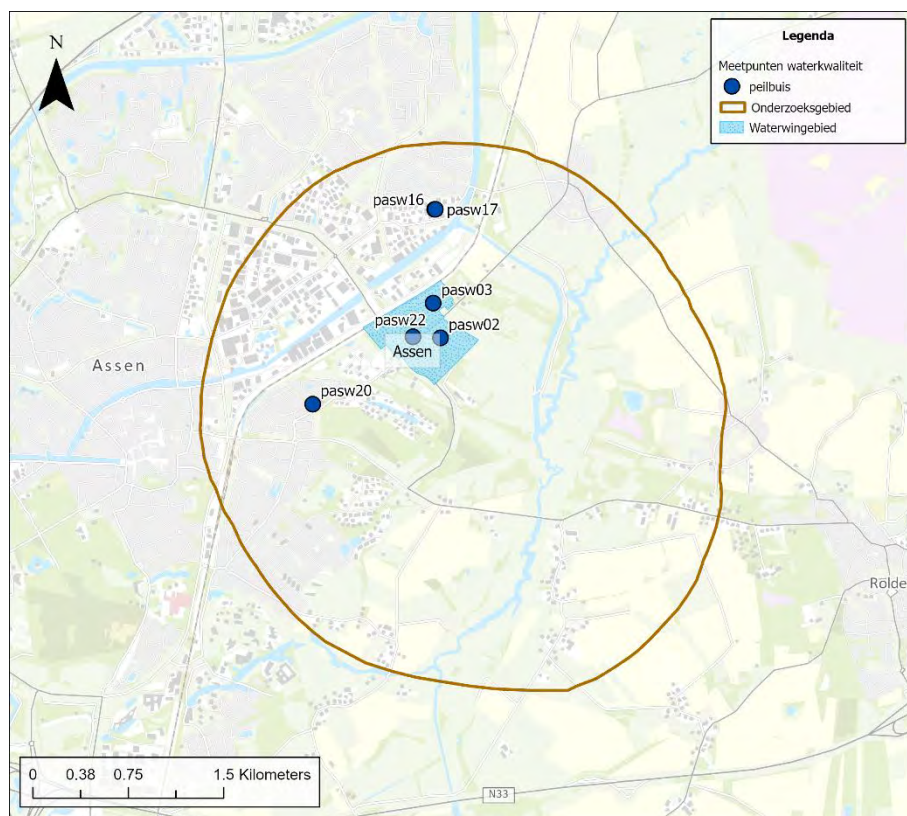 N
Legenda
Meetpunten waterkwaliteit
peilbuis
Onderzoeksgebied
Waterwingebied
pasw16
pasw17
pasw03
pasw22
pasw02
Assen
Assen
pasw20
Rolde
0 0.38 0.75 1.5 Kilometers
N33